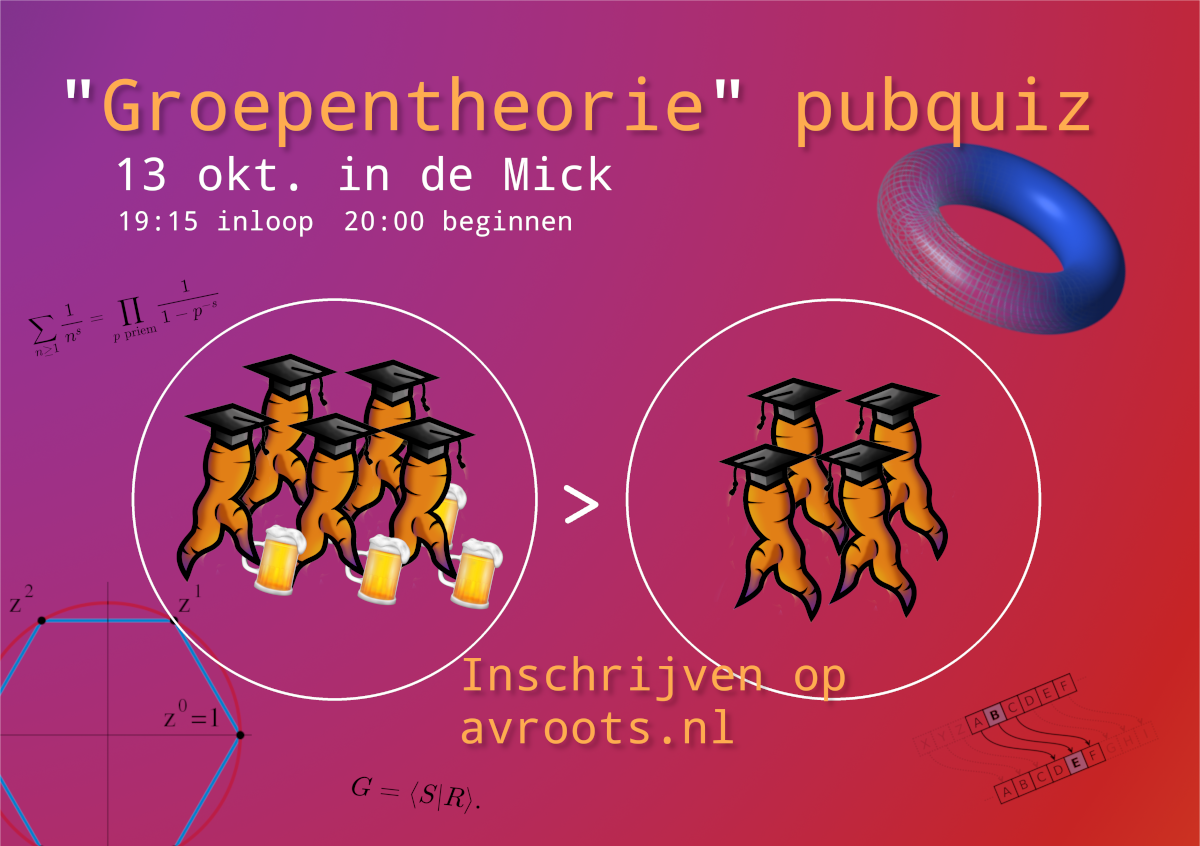 "Groepentheorie" pubquiz
13 okt. in de Mick
19:15 inloop 20:00 beginnen
∑_{n≥1} 1/n^s = ∏_{p priem} 1/(1 − p^{−s})
>
z^2 z^1
z^0=1
Inschrijven op
avroots.nl
X Y Z A B C D E F
A B C D E F G H I
G = ⟨S|R⟩.